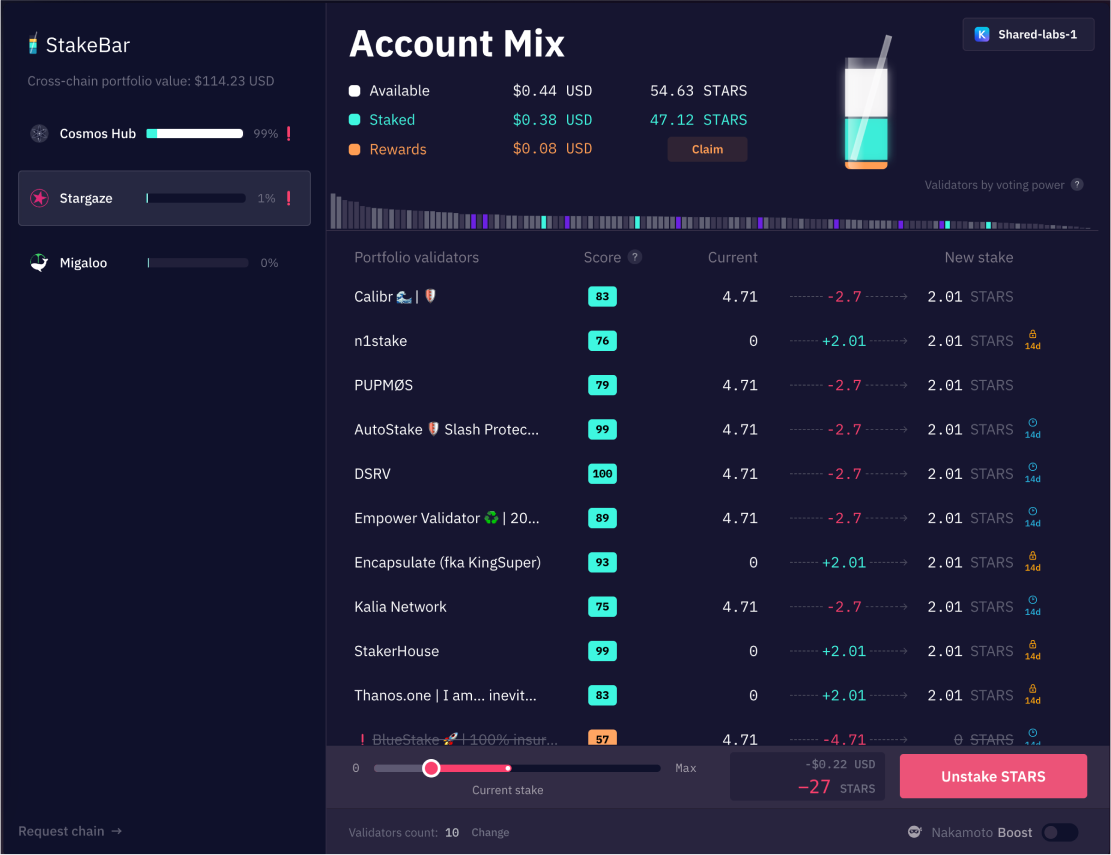 StakeBar
Cross-chain portfolio value: $114.23 USD
Cosmos Hub 99% !
Stargaze 1% !
Migaloo 0%
Request chain →
Account Mix
K Shared-labs-1
Available $0.44 USD 54.63 STARS
Staked $0.38 USD 47.12 STARS
Rewards $0.08 USD Claim
Validators by voting power ?
Portfolio validators Score ? Current New stake
Calibr 🌊 | 🛡 83 4.71 -2.7 2.01 STARS
n1stake 76 0 +2.01 2.01 STARS 14d
PUPMØS 79 4.71 -2.7 2.01 STARS
AutoStake 🛡 Slash Protec... 99 4.71 -2.7 2.01 STARS 14d
DSRV 100 4.71 -2.7 2.01 STARS 14d
Empower Validator ♻ | 20... 89 4.71 -2.7 2.01 STARS 14d
Encapsulate (fka KingSuper) 93 0 +2.01 2.01 STARS 14d
Kalia Network 75 4.71 -2.7 2.01 STARS 14d
StakerHouse 99 0 +2.01 2.01 STARS 14d
Thanos.one | I am... inevit... 83 0 +2.01 2.01 STARS 14d
! BlueStake 🚀 | 100% insur... 57 4.71 -4.71 0 STARS 14d
0 Max
Current stake
-$0.22 USD
−27 STARS
Unstake STARS
Validators count: 10 Change
Nakamoto Boost